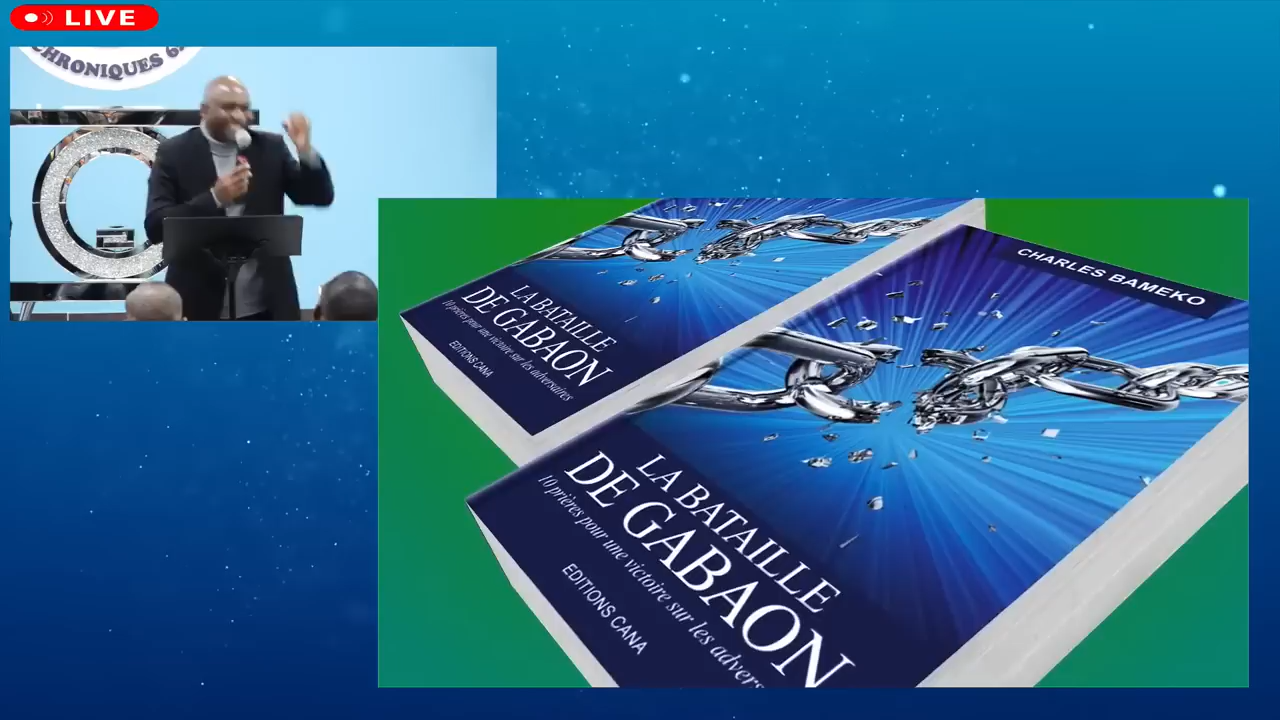 LIVE
CHRONIQUES 6
LA BATAILLE
DE GABAON
10 prières pour une victoire sur les adversaires
EDITIONS CANA
CHARLES BAMEKO
LA BATAILLE
DE GABAON
10 prières pour une victoire sur les advers
EDITIONS CANA